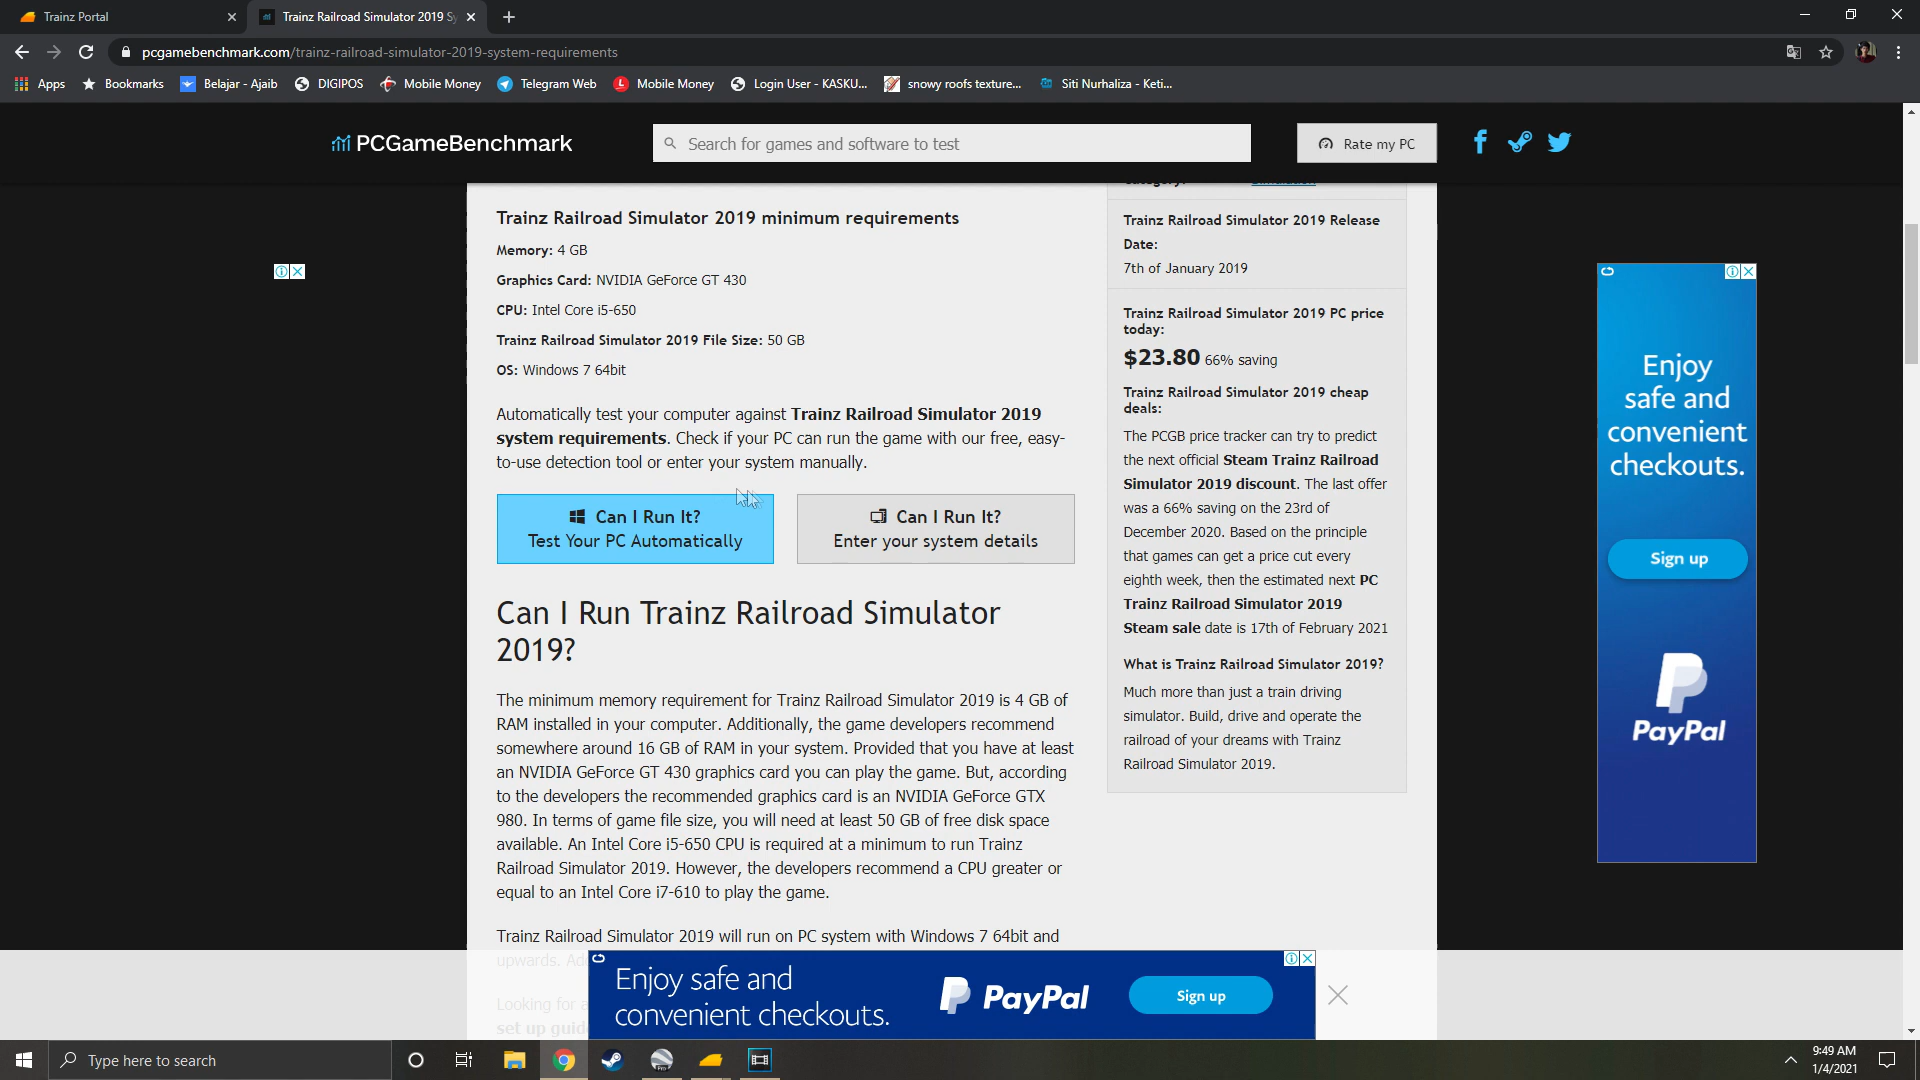 Trainz Portal
Trainz Railroad Simulator 2019 Sy
pcgamebenchmark.com/trainz-railroad-simulator-2019-system-requirements
Apps
Bookmarks
Belajar - Ajaib
DIGIPOS
Mobile Money
Telegram Web
Mobile Money
Login User - KASKU...
snowy roofs texture...
Siti Nurhaliza - Keti...
PCGameBenchmark
Search for games and software to test
Rate my PC
Trainz Railroad Simulator 2019 minimum requirements
Memory: 4 GB
Graphics Card: NVIDIA GeForce GT 430
CPU: Intel Core i5-650
Trainz Railroad Simulator 2019 File Size: 50 GB
OS: Windows 7 64bit
Automatically test your computer against Trainz Railroad Simulator 2019
system requirements. Check if your PC can run the game with our free, easy-
to-use detection tool or enter your system manually.
Can I Run It?
Test Your PC Automatically
Can I Run It?
Enter your system details
Can I Run Trainz Railroad Simulator
2019?
The minimum memory requirement for Trainz Railroad Simulator 2019 is 4 GB of
RAM installed in your computer. Additionally, the game developers recommend
somewhere around 16 GB of RAM in your system. Provided that you have at least
an NVIDIA GeForce GT 430 graphics card you can play the game. But, according
to the developers the recommended graphics card is an NVIDIA GeForce GTX
980. In terms of game file size, you will need at least 50 GB of free disk space
available. An Intel Core i5-650 CPU is required at a minimum to run Trainz
Railroad Simulator 2019. However, the developers recommend a CPU greater or
equal to an Intel Core i7-610 to play the game.
Trainz Railroad Simulator 2019 will run on PC system with Windows 7 64bit and
upwards.
Looking for
set up
Trainz Railroad Simulator 2019 Release
Date:
7th of January 2019
Trainz Railroad Simulator 2019 PC price
today:
$23.80 66% saving
Trainz Railroad Simulator 2019 cheap
deals:
The PCGB price tracker can try to predict
the next official Steam Trainz Railroad
Simulator 2019 discount. The last offer
was a 66% saving on the 23rd of
December 2020. Based on the principle
that games can get a price cut every
eighth week, then the estimated next PC
Trainz Railroad Simulator 2019
Steam sale date is 17th of February 2021
What is Trainz Railroad Simulator 2019?
Much more than just a train driving
simulator. Build, drive and operate the
railroad of your dreams with Trainz
Railroad Simulator 2019.
Enjoy
safe and
convenient
checkouts.
Sign up
PayPal
Enjoy safe and
convenient checkouts.
PayPal
Sign up
Type here to search
9:49 AM
1/4/2021